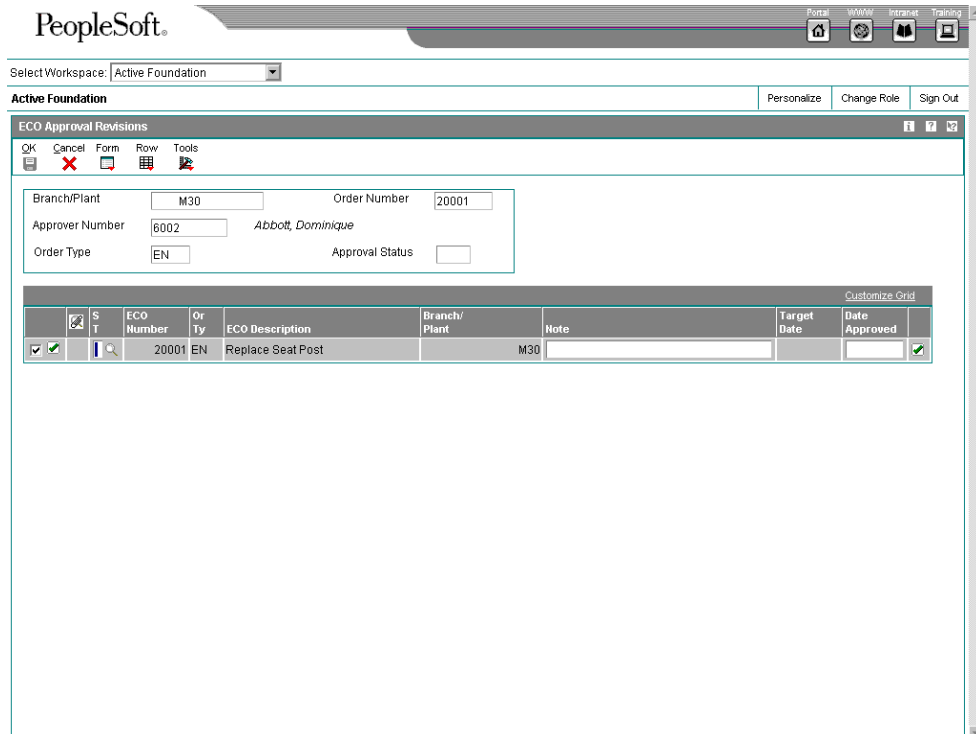 PeopleSoft®
Portal WWW Intranet Training
Select Workspace: Active Foundation
Active Foundation Personalize Change Role Sign Out
ECO Approval Revisions
OK Cancel Form Row Tools
Branch/Plant M30 Order Number 20001
Approver Number 6002 Abbott, Dominique
Order Type EN Approval Status
Customize Grid
S ECO Or Branch/ Target Date
T Number Ty ECO Description Plant Note Date Approved
20001 EN Replace Seat Post M30